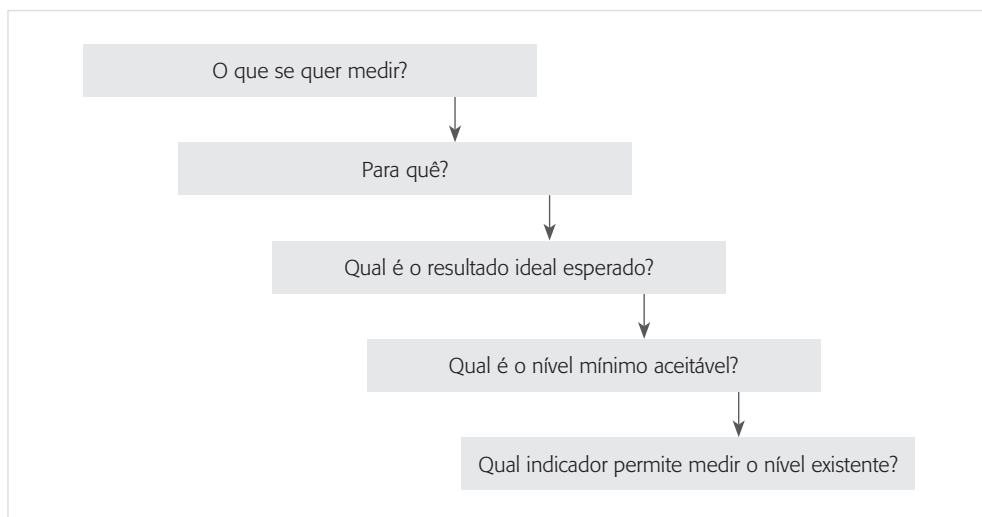 O que se quer medir?
Para quê?
Qual é o resultado ideal esperado?
Qual é o nível mínimo aceitável?
Qual indicador permite medir o nível existente?